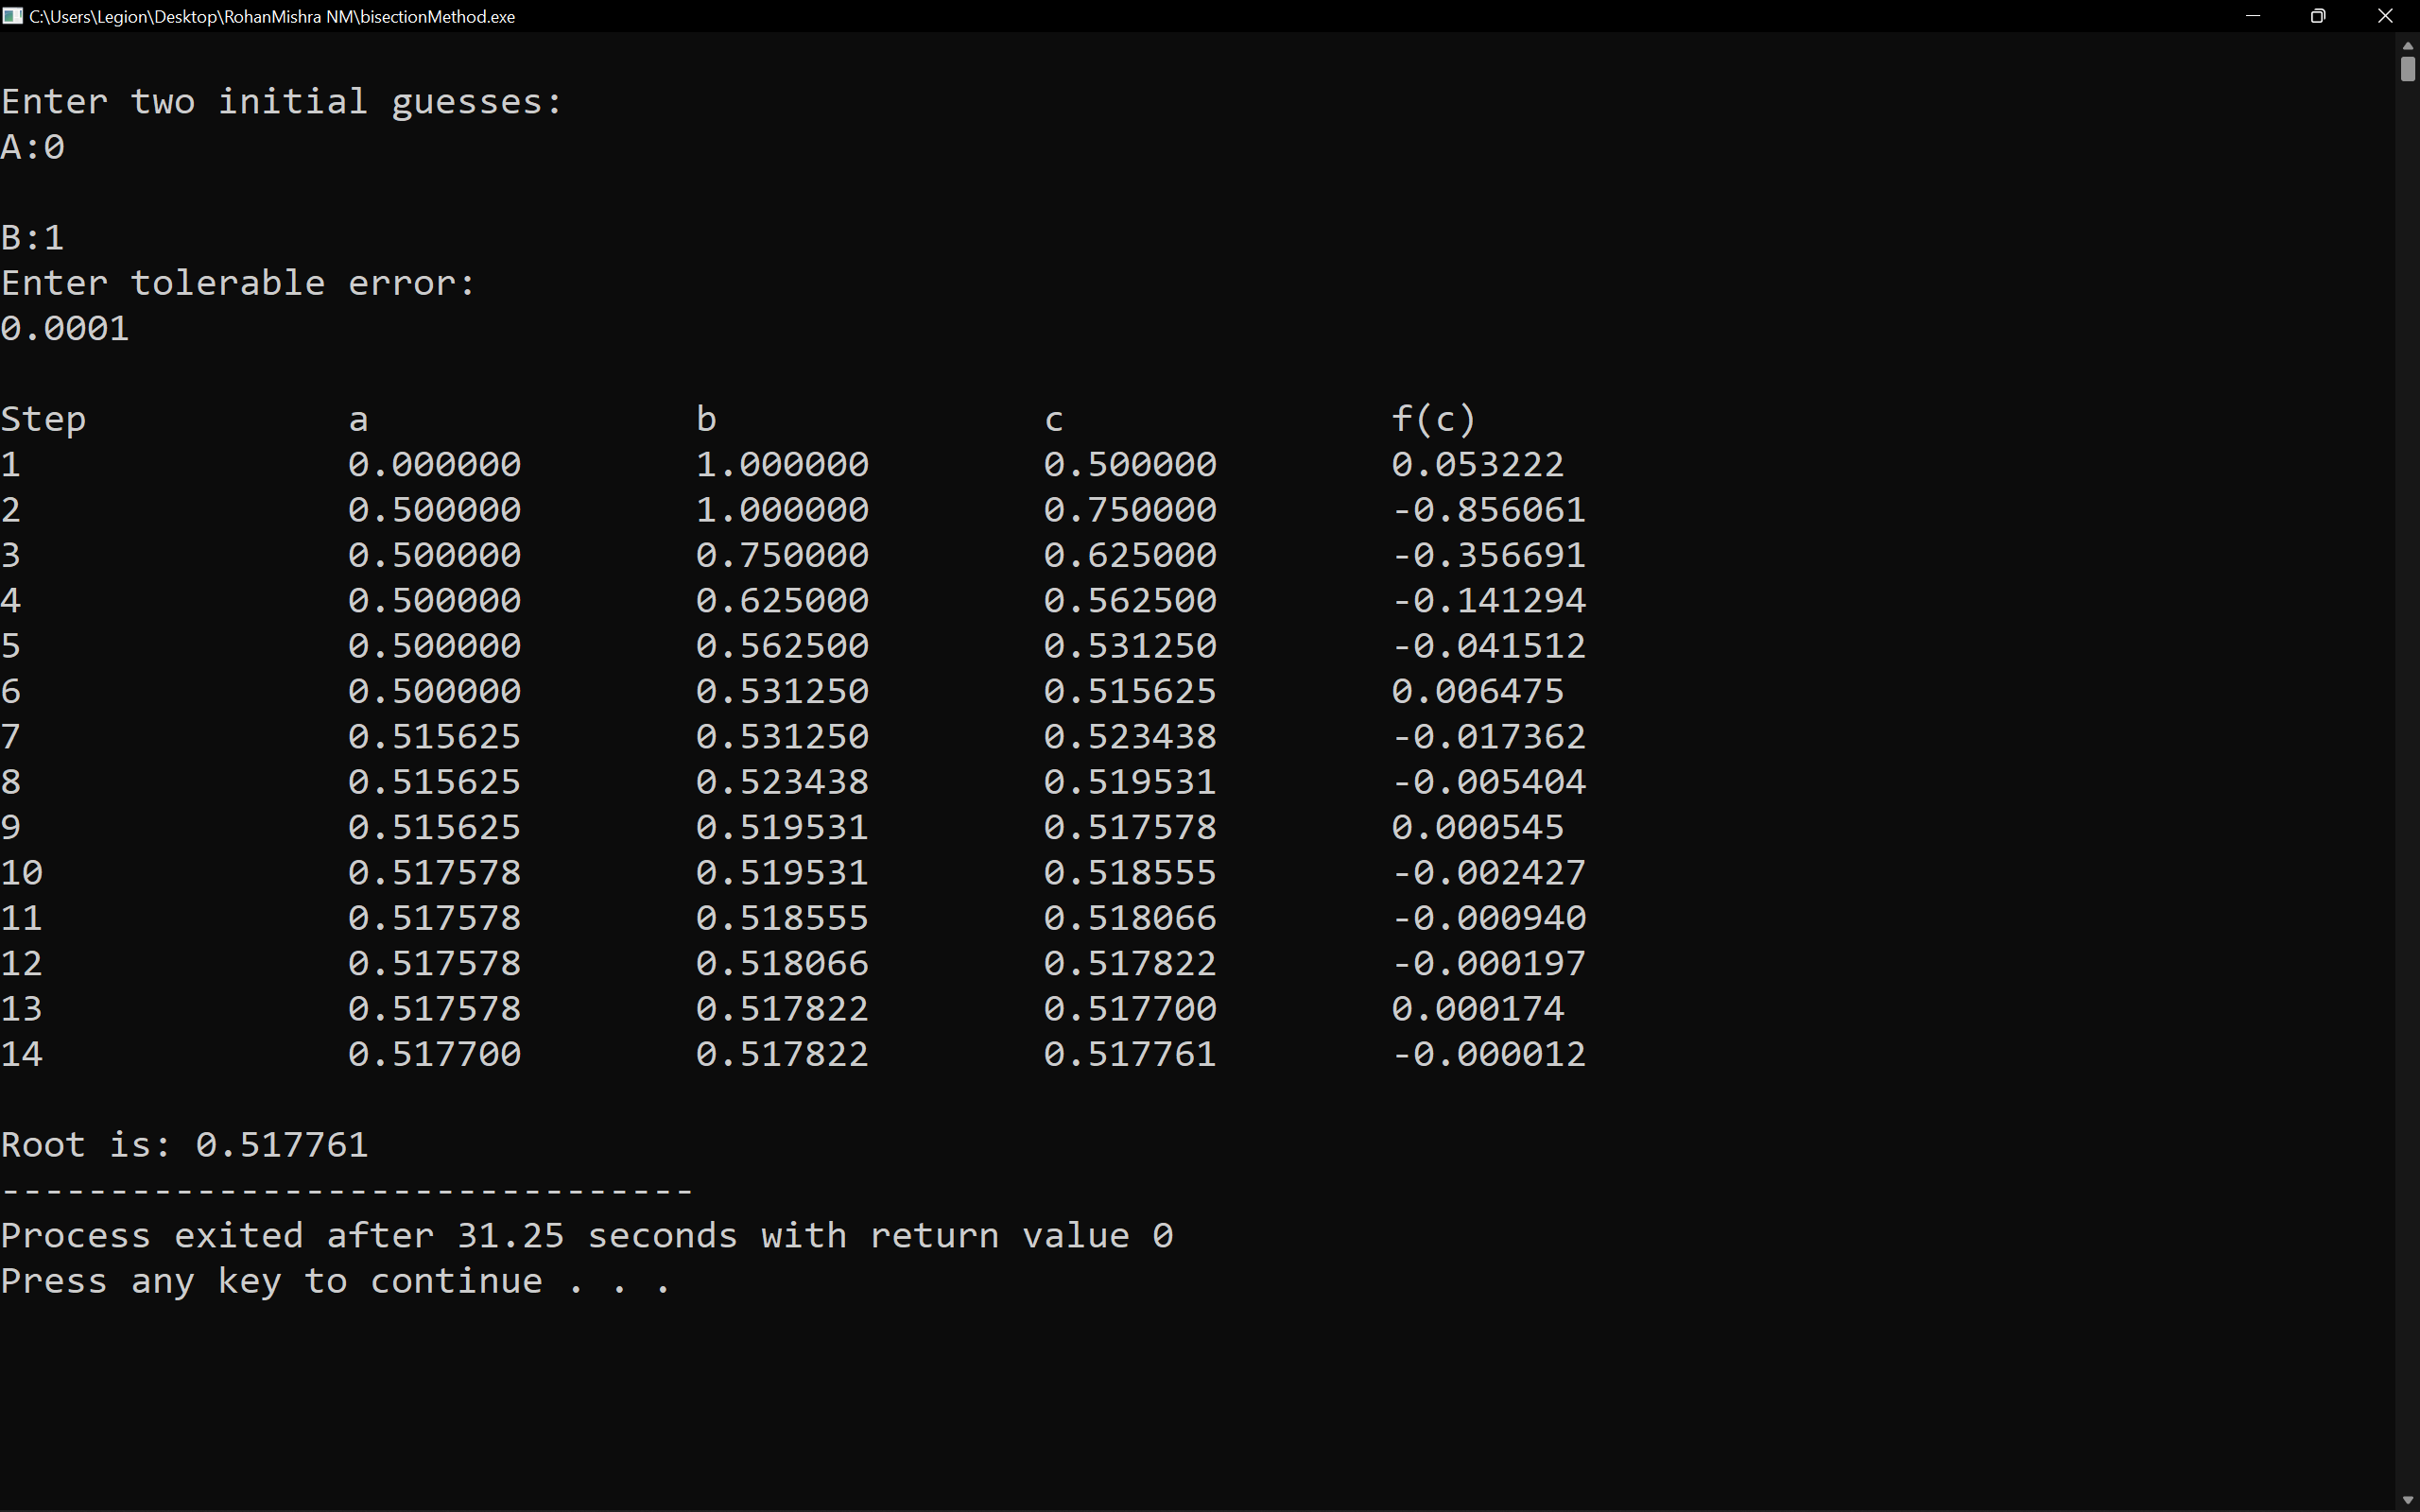 C:\Users\Legion\Desktop\RohanMishra NM\bisectionMethod.exe
Enter two initial guesses:
A:0
B:1
Enter tolerable error:
0.0001
Step a b c f(c)
1 0.000000 1.000000 0.500000 0.053222
2 0.500000 1.000000 0.750000 -0.856061
3 0.500000 0.750000 0.625000 -0.356691
4 0.500000 0.625000 0.562500 -0.141294
5 0.500000 0.562500 0.531250 -0.041512
6 0.500000 0.531250 0.515625 0.006475
7 0.515625 0.531250 0.523438 -0.017362
8 0.515625 0.523438 0.519531 -0.005404
9 0.515625 0.519531 0.517578 0.000545
10 0.517578 0.519531 0.518555 -0.002427
11 0.517578 0.518555 0.518066 -0.000940
12 0.517578 0.518066 0.517822 -0.000197
13 0.517578 0.517822 0.517700 0.000174
14 0.517700 0.517822 0.517761 -0.000012
Root is: 0.517761
--------------------------------
Process exited after 31.25 seconds with return value 0
Press any key to continue . . .